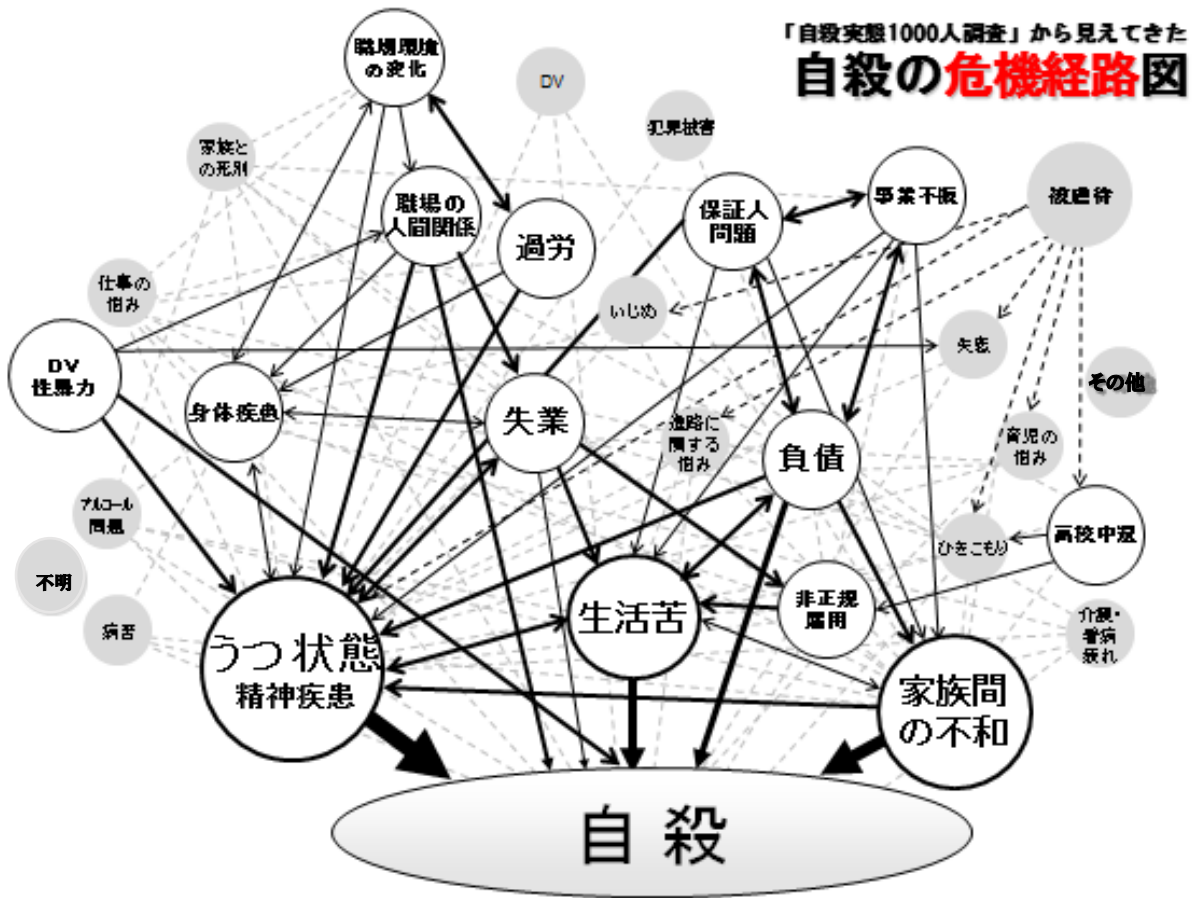 「自殺実態1000人調査」から見えてきた
自殺の危機経路図
職場環境
の変化
DV
犯罪被害
家族と
の死別
職場の
人間関係
過労
保証人
問題
事業不振
被虐待
仕事の
悩み
いじめ
失恋
DV
性暴力
身体疾患
失業
進路に
関する
悩み
負債
その他
育児の
悩み
アルコール
問題
ひきこもり
高校中退
不明
病苦
うつ状態
精神疾患
生活苦
非正規
雇用
介護・
看病
疲れ
家族間
の不和
自殺